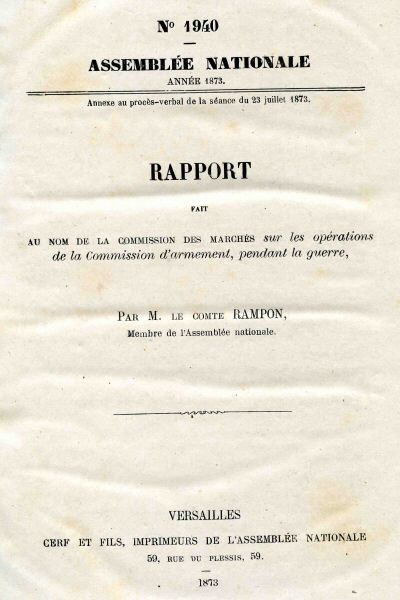 Nº 1940
ASSEMBLÉE NATIONALE
ANNÉE 1873.
Annexe au procès-verbal de la séance du 23 juillet 1873.
RAPPORT
FAIT
AU NOM DE LA COMMISSION DES MARCHÉS sur les opérations
de la Commission d'armement, pendant la guerre,
PAR M. LE COMTE RAMPON,
Membre de l'Assemblée nationale.
VERSAILLES
CERF ET FILS, IMPRIMEURS DE L'ASSEMBLÉE NATIONALE
59, RUE DU PLESSIS, 59.
1873